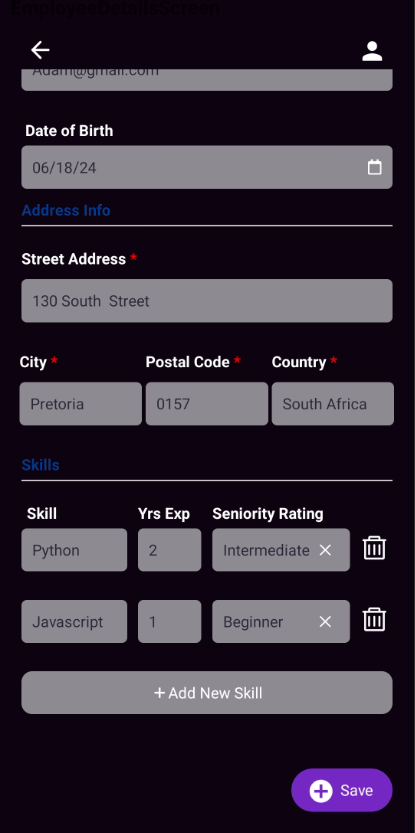 EmployeeDetailsScreen
Adam@gmail.com
Date of Birth
06/18/24
Address Info
Street Address *
130 South Street
City * Postal Code * Country *
Pretoria 0157 South Africa
Skills
Skill Yrs Exp Seniority Rating
Python 2 Intermediate ×
Javascript 1 Beginner ×
+ Add New Skill
Save